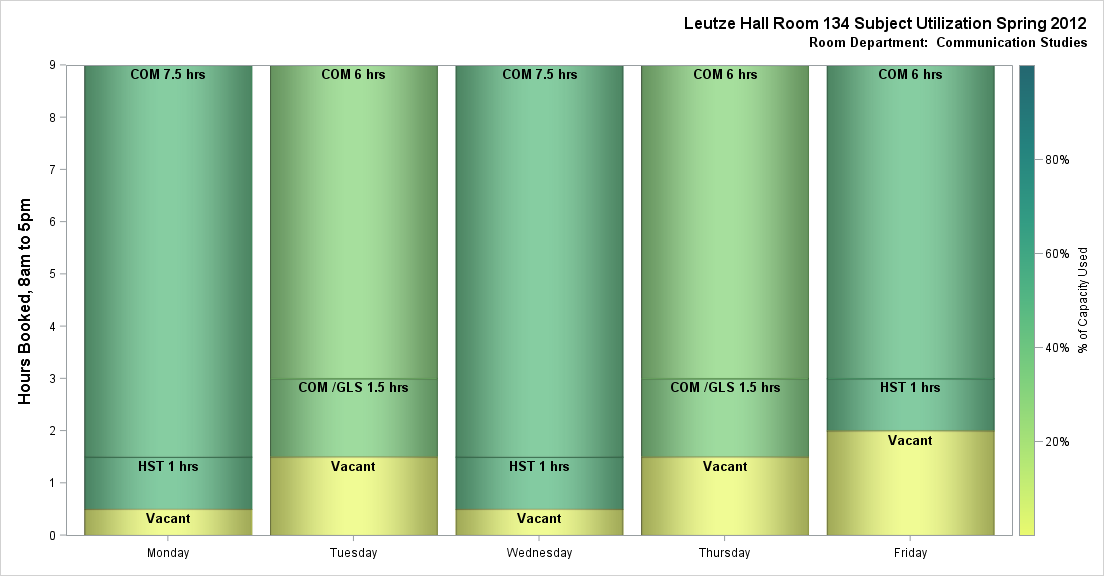 Leutze Hall Room 134 Subject Utilization Spring 2012
Room Department: Communication Studies
Hours Booked, 8am to 5pm
9
8
7
6
5
4
3
2
1
0
COM 7.5 hrs
HST 1 hrs
Vacant
COM 6 hrs
COM /GLS 1.5 hrs
Vacant
COM 7.5 hrs
HST 1 hrs
Vacant
COM 6 hrs
COM /GLS 1.5 hrs
Vacant
COM 6 hrs
HST 1 hrs
Vacant
Monday
Tuesday
Wednesday
Thursday
Friday
80%
60%
40%
20%
% of Capacity Used